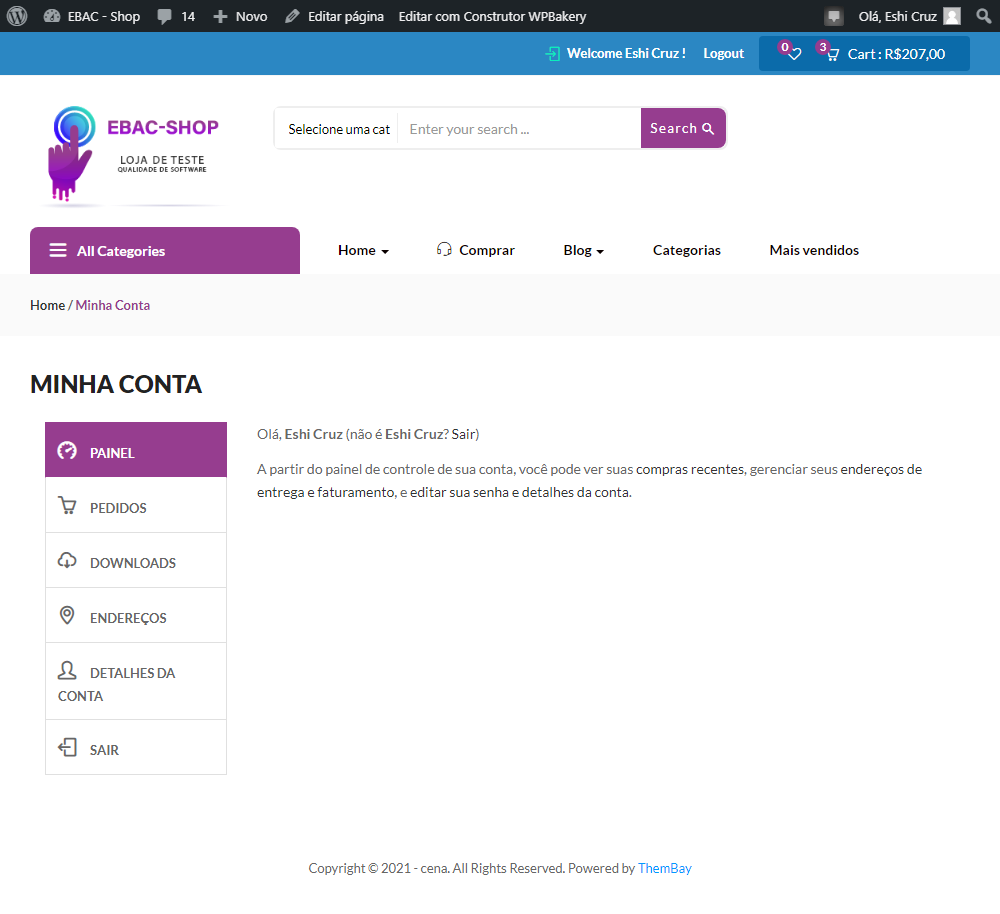 EBAC - Shop 14 Novo Editar página Editar com Construtor WPBakery Olá, Eshi Cruz
Welcome Eshi Cruz ! Logout 0 3 Cart : R$207,00
EBAC-SHOP
LOJA DE TESTE
QUALIDADE DE SOFTWARE
Selecione uma cat Enter your search ... Search
All Categories Home Comprar Blog Categorias Mais vendidos
Home / Minha Conta
MINHA CONTA
PAINEL
PEDIDOS
DOWNLOADS
ENDEREÇOS
DETALHES DA
CONTA
SAIR
Olá, Eshi Cruz (não é Eshi Cruz? Sair)
A partir do painel de controle de sua conta, você pode ver suas compras recentes, gerenciar seus endereços de
entrega e faturamento, e editar sua senha e detalhes da conta.
Copyright © 2021 - cena. All Rights Reserved. Powered by ThemBay